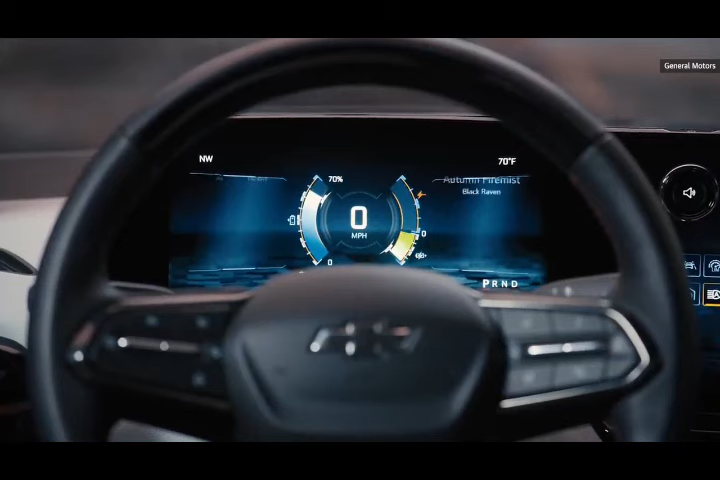 General Motors
NW
70°F
70%
Autumn Firemist
Black Raven
0
MPH
0
0
PRND